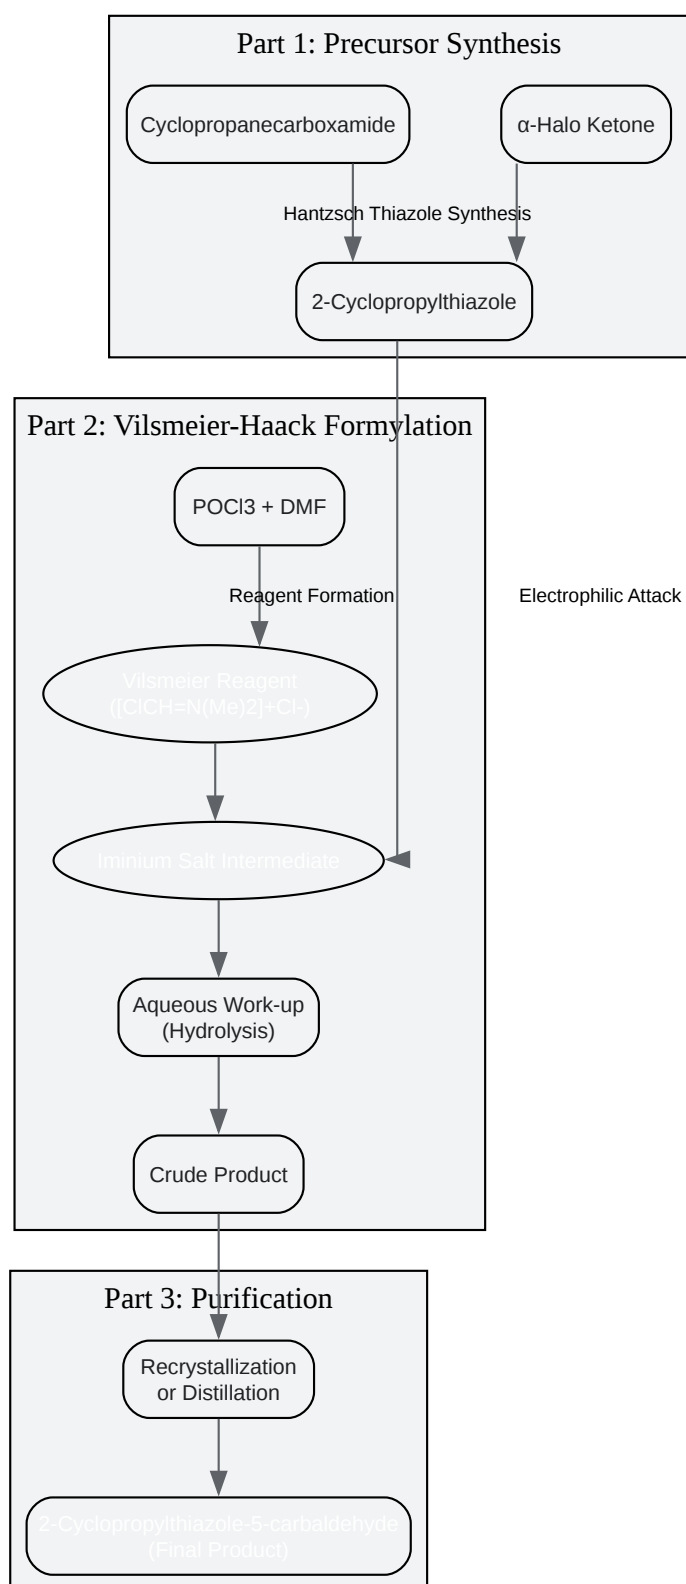 Part 1: Precursor Synthesis
Cyclopropanecarboxamide
α-Halo Ketone
Hantzsch Thiazole Synthesis
2-Cyclopropylthiazole
Part 2: Vilsmeier-Haack Formylation
POCl3 + DMF
Reagent Formation
Electrophilic Attack
Vilsmeier Reagent
([ClCH=N(Me)2]+Cl-)
Iminium Salt Intermediate
Aqueous Work-up
(Hydrolysis)
Crude Product
Part 3: Purification
Recrystallization
or Distillation
2-Cyclopropylthiazole-5-carbaldehyde
(Final Product)